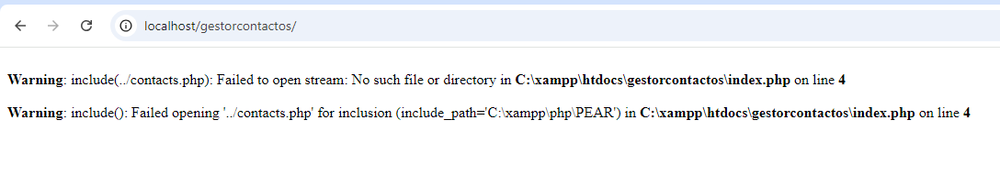 localhost/gestorcontactos/
Warning: include(../contacts.php): Failed to open stream: No such file or directory in C:\xampp\htdocs\gestorcontactos\index.php on line 4
Warning: include(): Failed opening '../contacts.php' for inclusion (include_path='C:\xampp\php\PEAR') in C:\xampp\htdocs\gestorcontactos\index.php on line 4